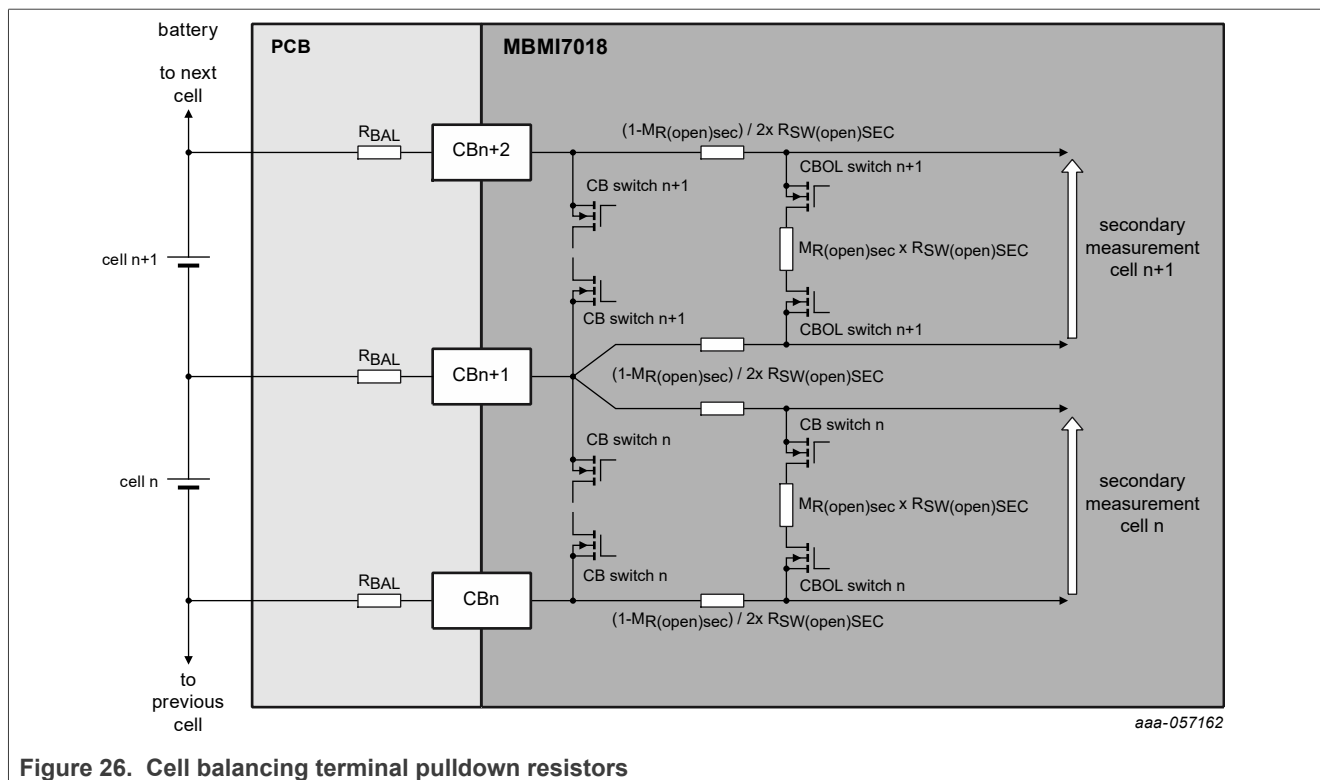 battery
to next
cell
PCB
MBMI7018
RBAL
CBn+2
(1-MR(open)sec) / 2x RSW(open)SEC
CBOL switch n+1
CB switch n+1
cell n+1
MR(open)sec x RSW(open)SEC
secondary
measurement
cell n+1
CB switch n+1
CBOL switch n+1
RBAL
CBn+1
(1-MR(open)sec) / 2x RSW(open)SEC
CB switch n
CB switch n
cell n
MR(open)sec x RSW(open)SEC
secondary
measurement
cell n
CB switch n
CBOL switch n
RBAL
CBn
(1-MR(open)sec) / 2x RSW(open)SEC
to
previous
cell
aaa-057162
Figure 26. Cell balancing terminal pulldown resistors